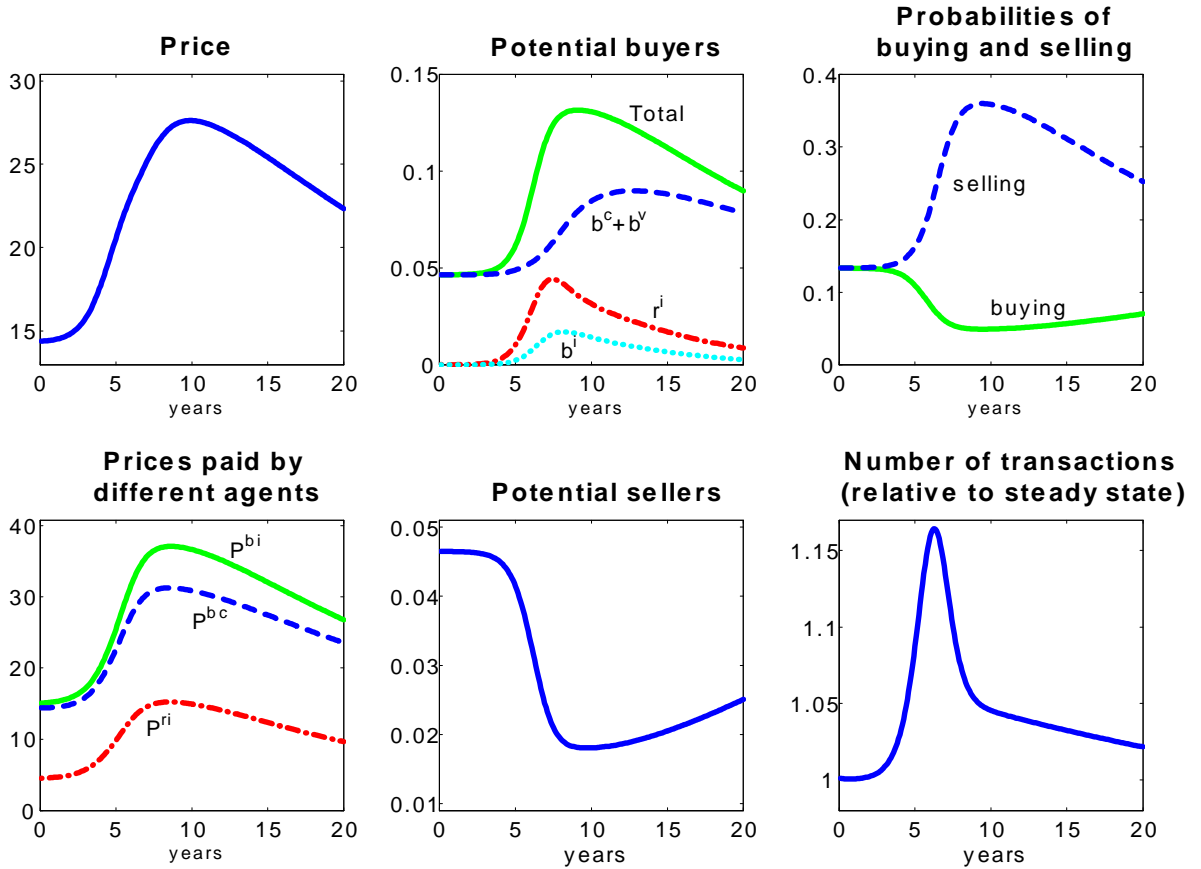 Price
30
25
20
15
0 5 10 15 20
years
Potential buyers
0.15
0.1
0.05
0
Total
b^c+b^v
r^i
b^i
0 5 10 15 20
years
Probabilities of
buying and selling
0.4
0.3
0.2
0.1
0
selling
buying
0 5 10 15 20
years
Prices paid by
different agents
40
30
20
10
0
P^bi
P^bc
P^ri
0 5 10 15 20
years
Potential sellers
0.05
0.04
0.03
0.02
0.01
0 5 10 15 20
years
Number of transactions
(relative to steady state)
1.15
1.1
1.05
1
0 5 10 15 20
years